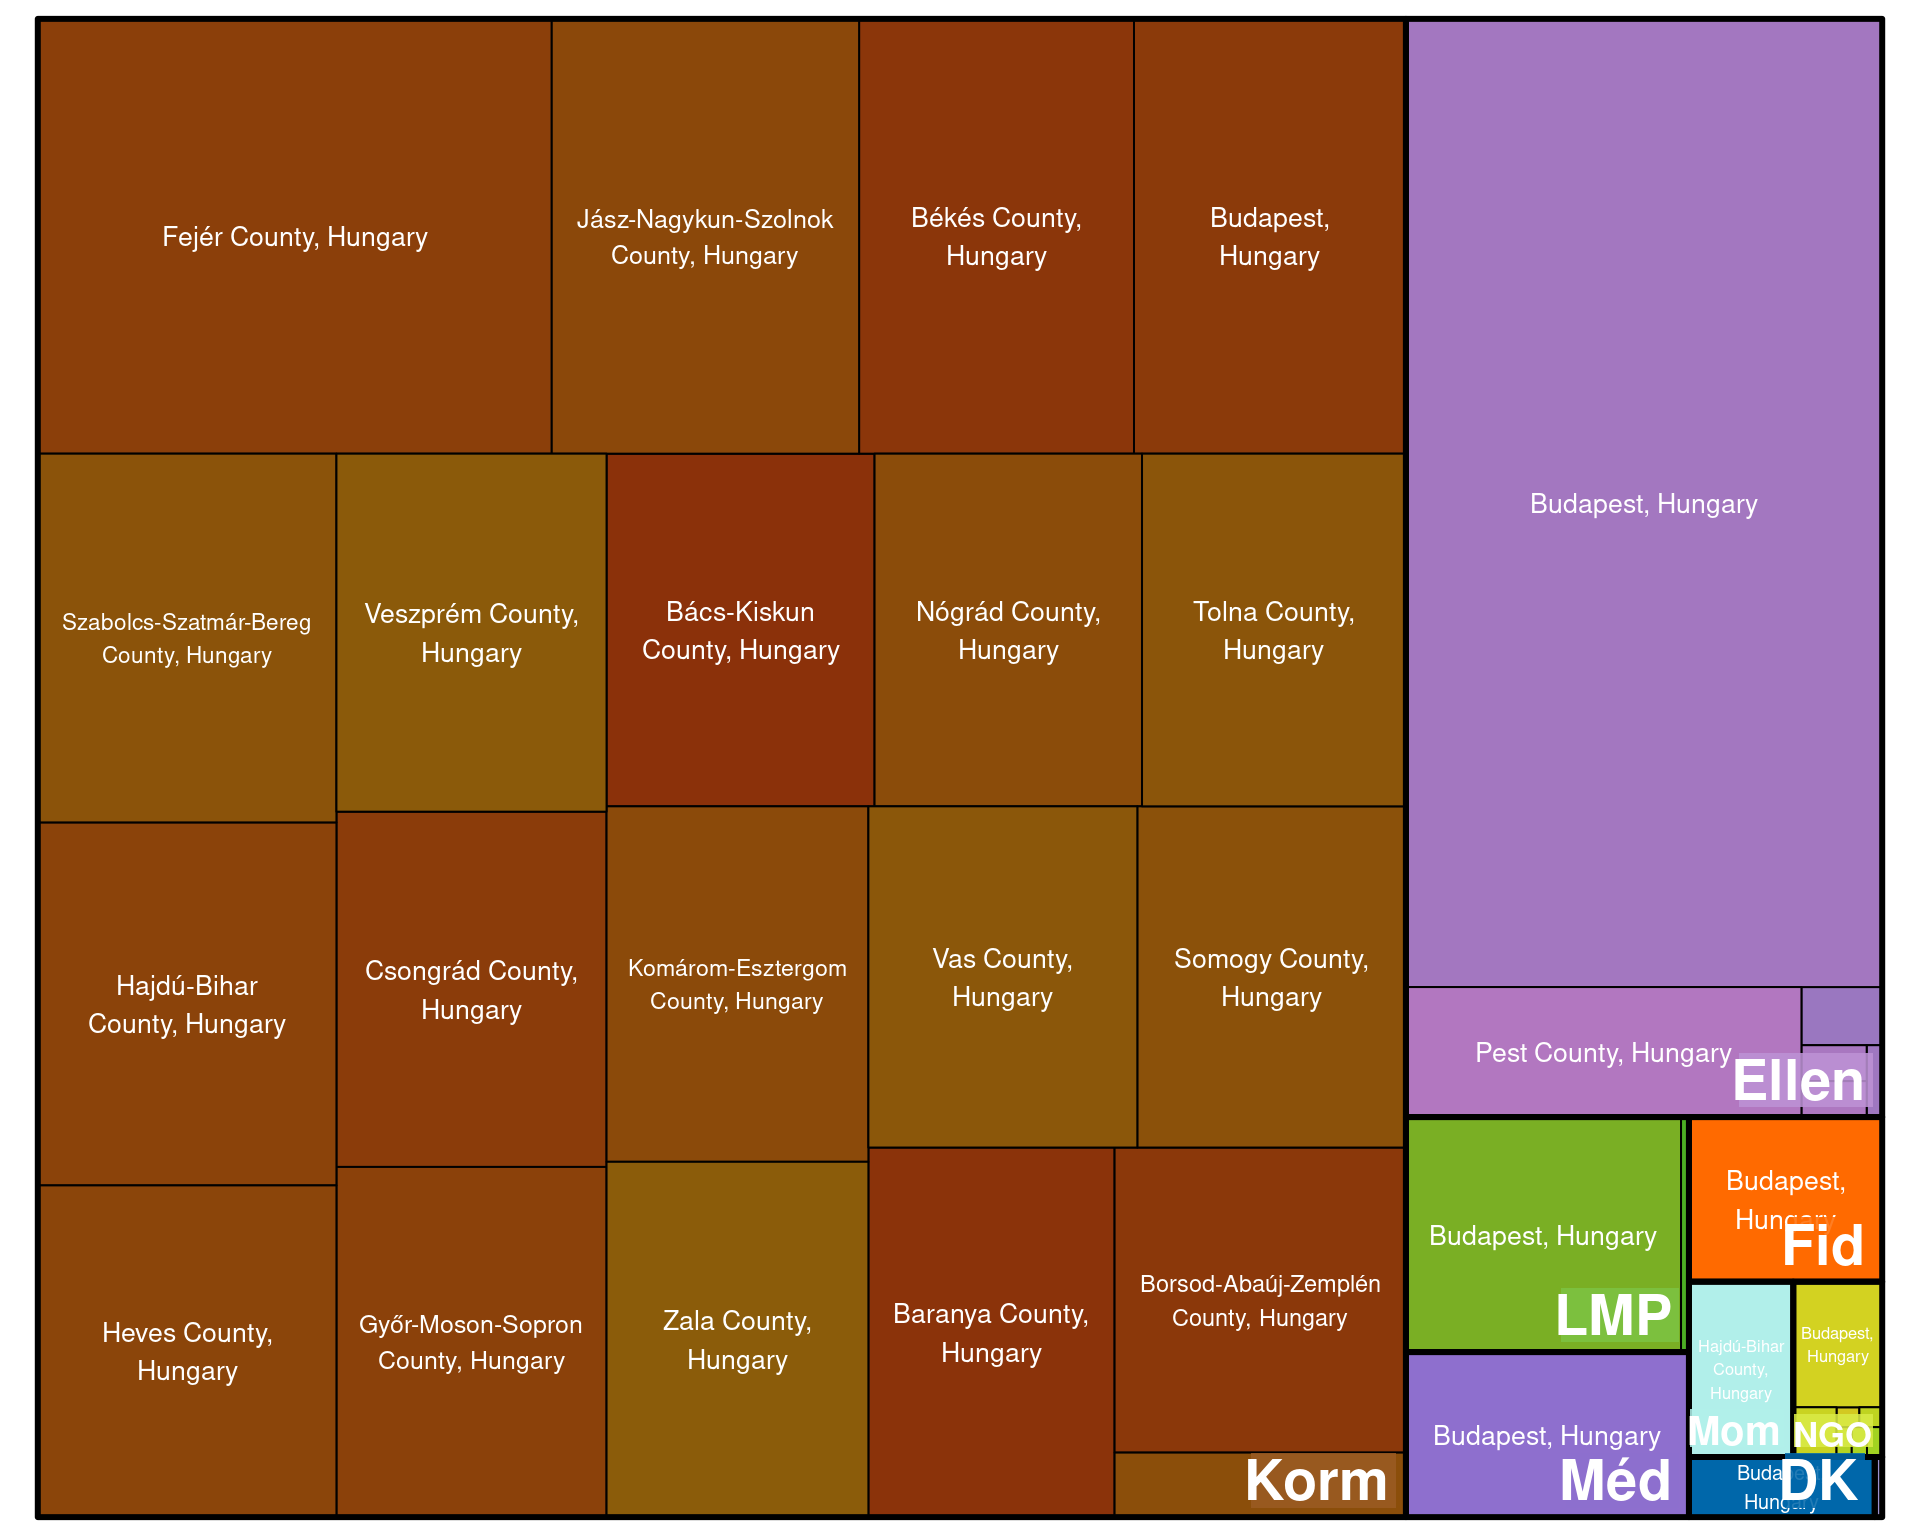 Fejér County, Hungary
Jász-Nagykun-Szolnok
County, Hungary
Békés County,
Hungary
Budapest,
Hungary
Szabolcs-Szatmár-Bereg
County, Hungary
Veszprém County,
Hungary
Bács-Kiskun
County, Hungary
Nógrád County,
Hungary
Tolna County,
Hungary
Hajdú-Bihar
County, Hungary
Csongrád County,
Hungary
Komárom-Esztergom
County, Hungary
Vas County,
Hungary
Somogy County,
Hungary
Heves County,
Hungary
Győr-Moson-Sopron
County, Hungary
Zala County,
Hungary
Baranya County,
Hungary
Borsod-Abaúj-Zemplén
County, Hungary
Korm
Budapest, Hungary
Pest County, Hungary
Ellen
Budapest, Hungary
LMP
Budapest, Hungary
Méd
Budapest,
Hungary
Fid
Hajdú-Bihar
County,
Hungary
Mom
Budapest,
Hungary
NGO
Budapest,
Hungary
DK